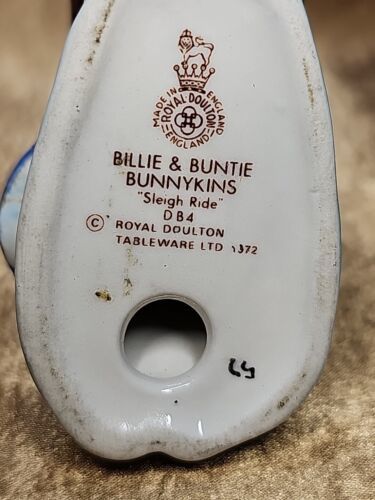 MADE IN ENGLAND
ROYAL DOULTON
ENGLAND
BILLIE & BUNTIE
BUNNYKINS
"Sleigh Ride"
DB4
© ROYAL DOULTON
TABLEWARE LTD 1972